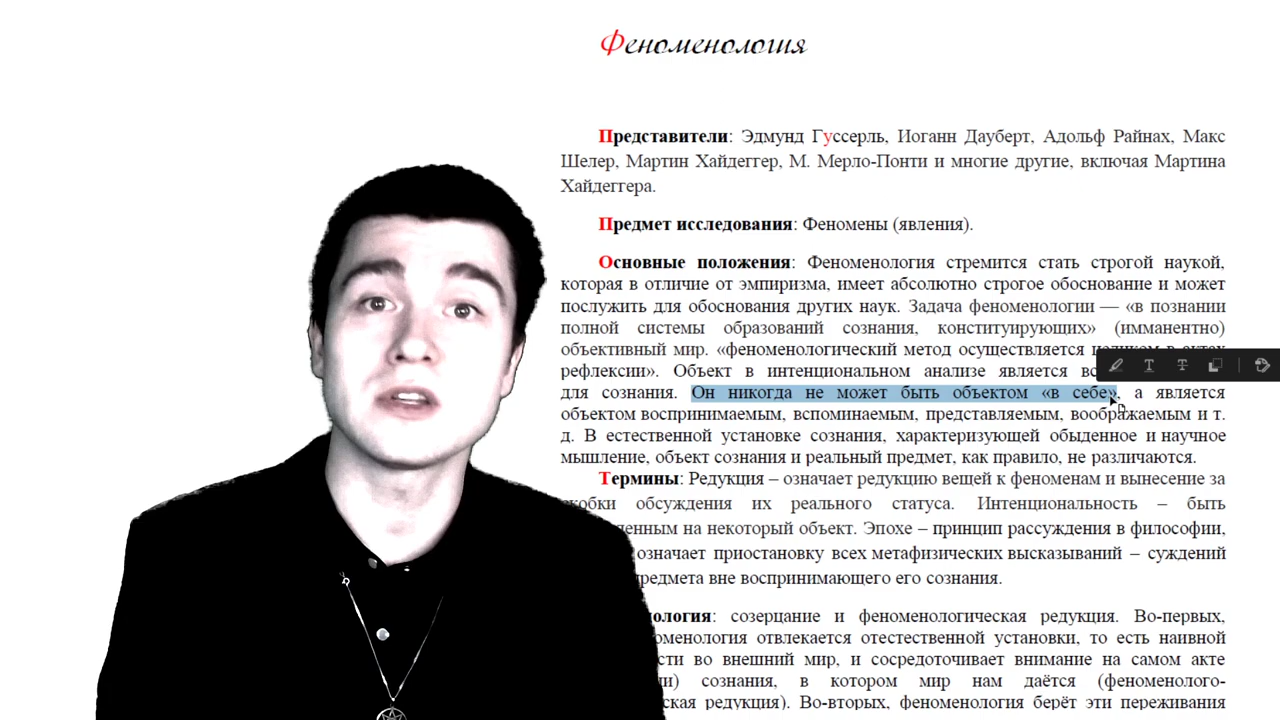 Феноменология
Представители: Эдмунд Гуссерль, Иоганн Дауберт, Адольф Райнах, Макс
Шелер, Мартин Хайдеггер, М. Мерло-Понти и многие другие, включая Мартина
Хайдеггера.
Предмет исследования: Феномены (явления).
Основные положения: Феноменология стремится стать строгой наукой,
которая в отличие от эмпиризма, имеет абсолютно строгое обоснование и может
послужить для обоснования других наук. Задача феноменологии — «в познании
полной системы образований сознания, конституирующих» (имманентно)
объективный мир. «феноменологический метод осуществляется целиком в актах
рефлексии». Объект в интенциональном анализе является
для сознания. Он никогда не может быть объектом «в себе», а является
объектом воспринимаемым, вспоминаемым, представляемым, воображаемым и т.
д. В естественной установке сознания, характеризующей обыденное и научное
мышление, объект сознания и реальный предмет, как правило, не различаются.
Термины: Редукция – означает редукцию вещей к феноменам и вынесение за
скобки обсуждения их реального статуса. Интенциональность – быть
на некоторый объект. Эпохе – принцип рассуждения в философии,
означает приостановку всех метафизических высказываний – суждений
предмета вне воспринимающего его сознания.
созерцание и феноменологическая редукция. Во-первых,
отвлекается отестественной установки, то есть наивной
во внешний мир, и сосредоточивает внимание на самом акте
сознания, в котором мир нам даётся (феноменолого-
редукция). Во-вторых, феноменология берёт эти переживания